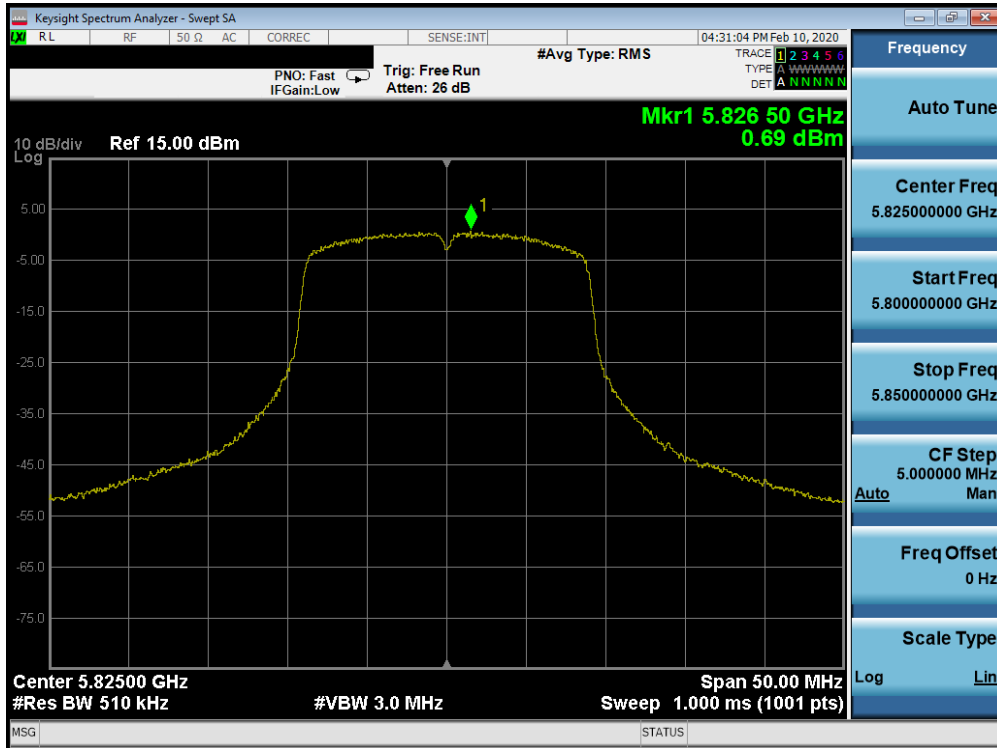 Keysight Spectrum Analyzer - Swept SA
LXI RL RF 50 Ω AC CORREC SENSE:INT 04:31:04 PM Feb 10, 2020
#Avg Type: RMS
TRACE 1 2 3 4 5 6
PNO: Fast Trig: Free Run
TYPE A WWWWW
IFGain:Low Atten: 26 dB
DET A N N N N N
Mkr1 5.826 50 GHz
0.69 dBm
10 dB/div Ref 15.00 dBm
Log
1
5.00
-5.00
-15.0
-25.0
-35.0
-45.0
-55.0
-65.0
-75.0
Center 5.82500 GHz Span 50.00 MHz
#Res BW 510 kHz #VBW 3.0 MHz Sweep 1.000 ms (1001 pts)
MSG STATUS
Frequency
Auto Tune
Center Freq
5.825000000 GHz
Start Freq
5.800000000 GHz
Stop Freq
5.850000000 GHz
CF Step
5.000000 MHz
Auto Man
Freq Offset
0 Hz
Scale Type
Log Lin